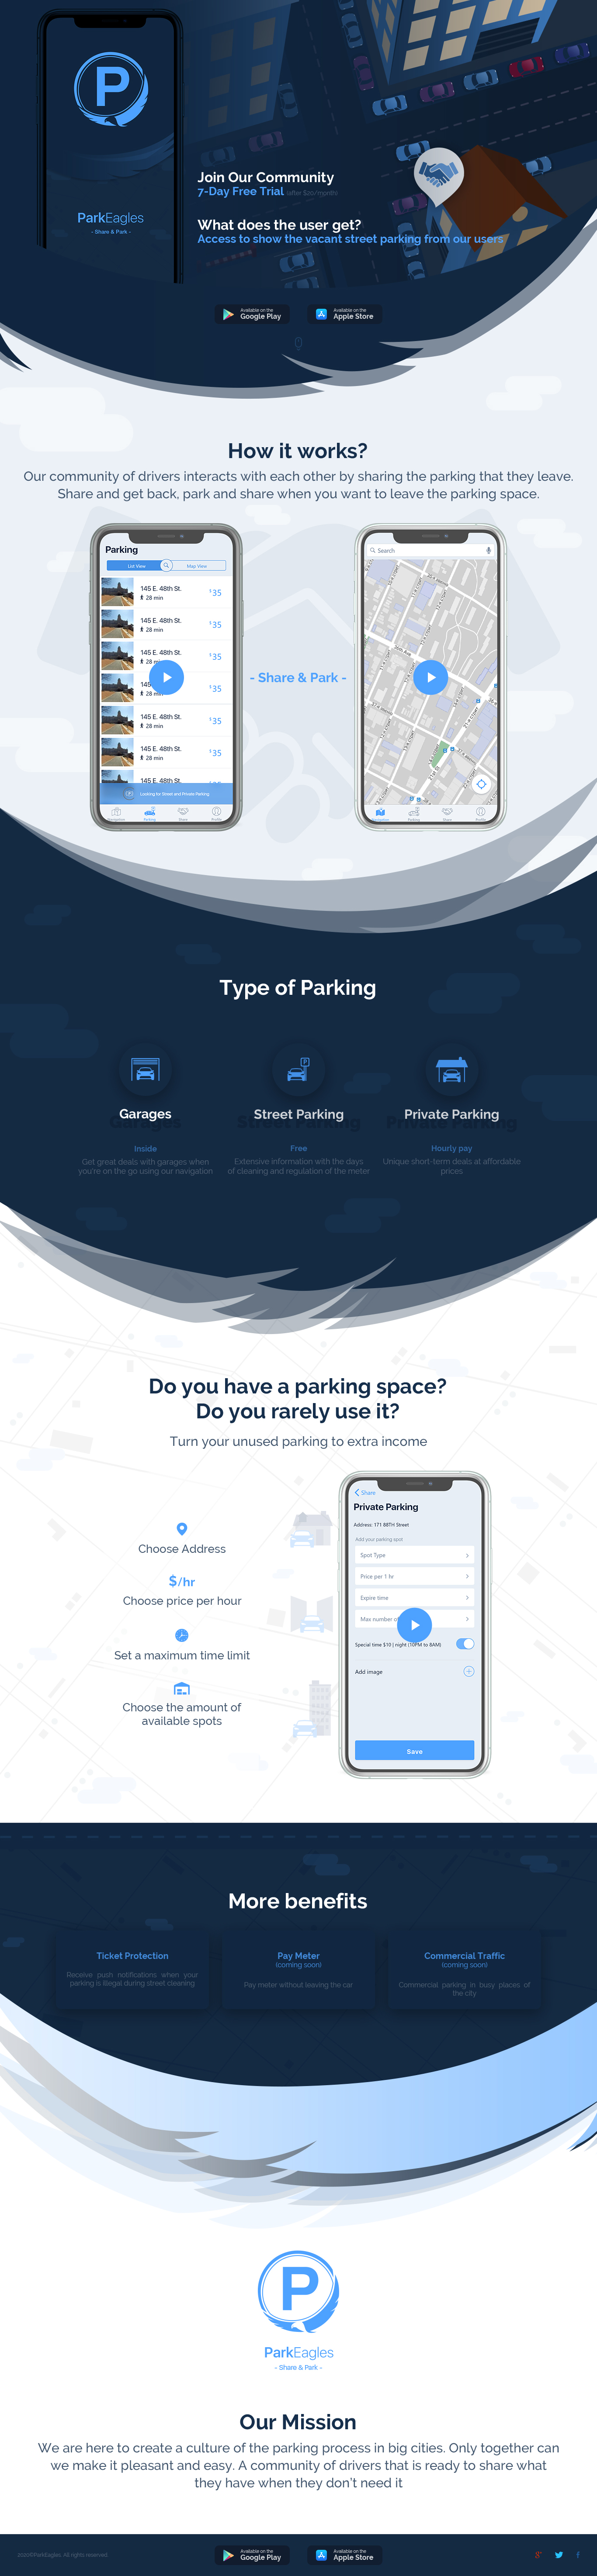 P
ParkEagles
- Share & Park -
Join Our Community
7-Day Free Trial (after $20/month)
What does the user get?
Access to show the vacant street parking from our users
Available on the
Google Play
Available on the
Apple Store
How it works?
Our community of drivers interacts with each other by sharing the parking that they leave.
Share and get back, park and share when you want to leave the parking space.
Parking
List View
Map View
145 E. 48th St.
28 min
$35
145 E. 48th St.
28 min
$35
145 E. 48th St.
28 min
$35
145
28 min
$35
145 E. 48th St.
28 min
$35
145 E. 48th St.
28 min
$35
145 E. 48th St.
Looking for Street and Private Parking
Navigation
Parking
Share
Profile
- Share & Park -
Search
Navigation
Parking
Share
Profile
Type of Parking
Garages
Street Parking
Private Parking
Inside
Get great deals with garages when
you're on the go using our navigation
Free
Extensive information with the days
of cleaning and regulation of the meter
Hourly pay
Unique short-term deals at affordable
prices
Do you have a parking space?
Do you rarely use it?
Turn your unused parking to extra income
Choose Address
$/hr
Choose price per hour
Set a maximum time limit
Choose the amount of
available spots
Share
Private Parking
Address: 171 88TH Street
Add your parking spot
Spot Type
Price per 1 hr
Expire time
Max number
Special time $10 | night (10PM to 8AM)
Add image
Save
More benefits
Ticket Protection
Receive push notifications when your
parking is illegal during street cleaning
Pay Meter
(coming soon)
Pay meter without leaving the car
Commercial Traffic
(coming soon)
Commercial parking in busy places of
the city
P
ParkEagles
- Share & Park -
Our Mission
We are here to create a culture of the parking process in big cities. Only together can
we make it pleasant and easy. A community of drivers that is ready to share what
they have when they don't need it
2020©ParkEagles. All rights reserved
Available on the
Google Play
Available on the
Apple Store